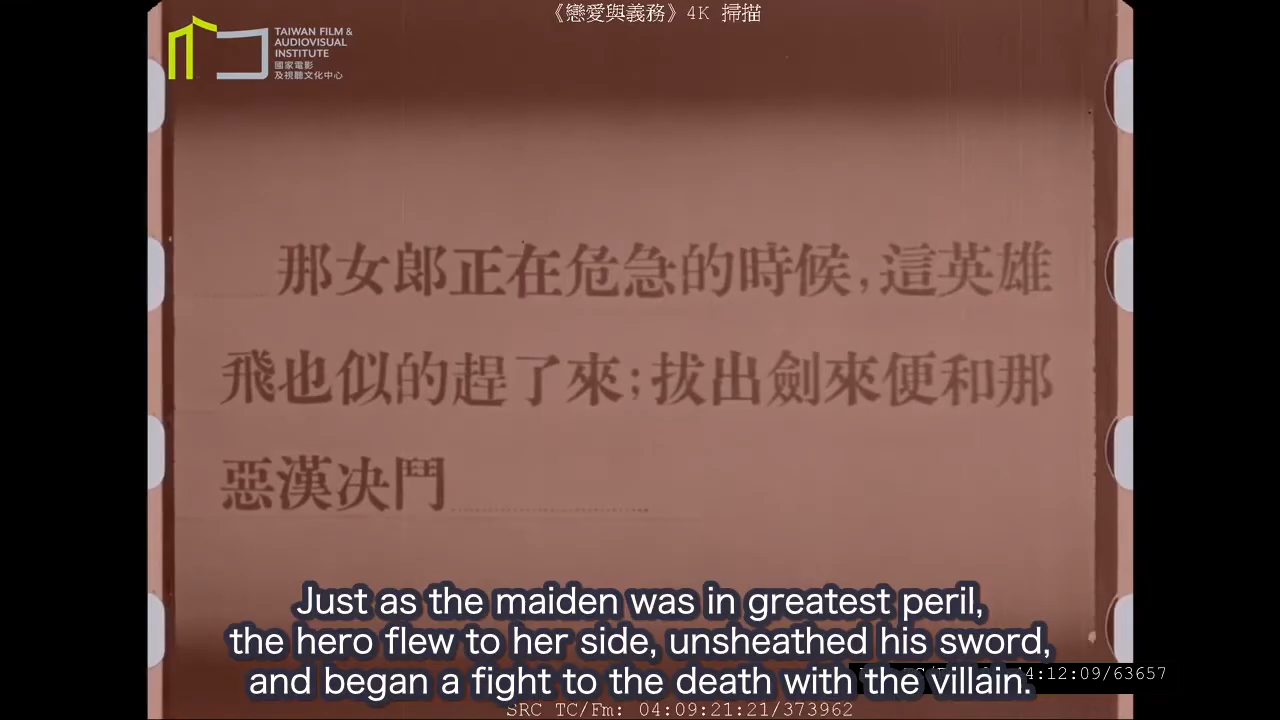 《戀愛與義務》4K 掃描
TAIWAN FILM &
AUDIOVISUAL
INSTITUTE
國家電影
及視聽文化中心
那女郎正在危急的時候,這英雄
飛也似的趕了來;拔出劍來便和那
惡漢決鬥
Just as the maiden was in greatest peril,
the hero flew to her side, unsheathed his sword,
and began a fight to the death with the villain.
4:12:09/63657
SRC TC/Fm: 04:09:21:21/373962